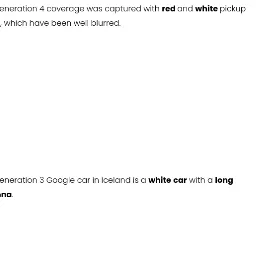 eneration 4 coverage was captured with red and white pickup
, which have been well blurred.
eneration 3 Google car in Iceland is a white car with a long
nna.